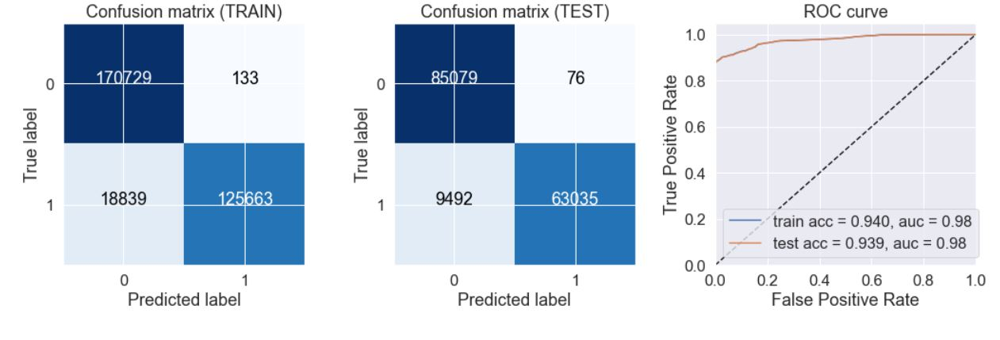 Confusion matrix (TRAIN)
True label
0
1
170729
133
18839
125663
0
1
Predicted label
Confusion matrix (TEST)
True label
0
1
85079
76
9492
63035
0
1
Predicted label
ROC curve
True Positive Rate
1.0
0.8
0.6
0.4
0.2
0.0
train acc = 0.940, auc = 0.98
test acc = 0.939, auc = 0.98
0.0
0.2
0.4
0.6
0.8
1.0
False Positive Rate